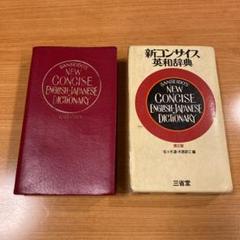 SANSEIDO'S
NEW
CONCISE
ENGLISH-JAPANESE
DICTIONARY
新コンサイス
英和辞典
SANSEIDO'S
NEW
CONCISE
ENGLISH-JAPANESE
DICTIONARY
三省堂